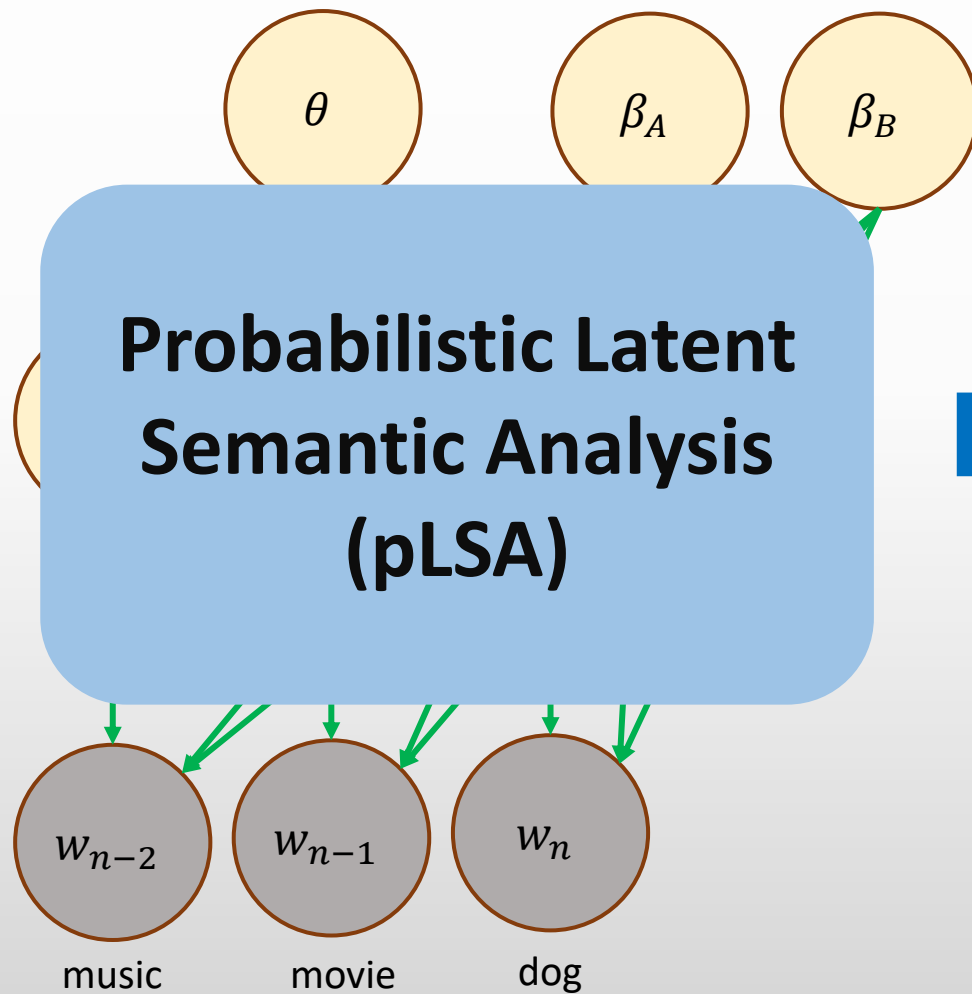 θ β_A β_B
Probabilistic Latent
Semantic Analysis
(pLSA)
w_{n−2} w_{n−1} w_n
music movie dog